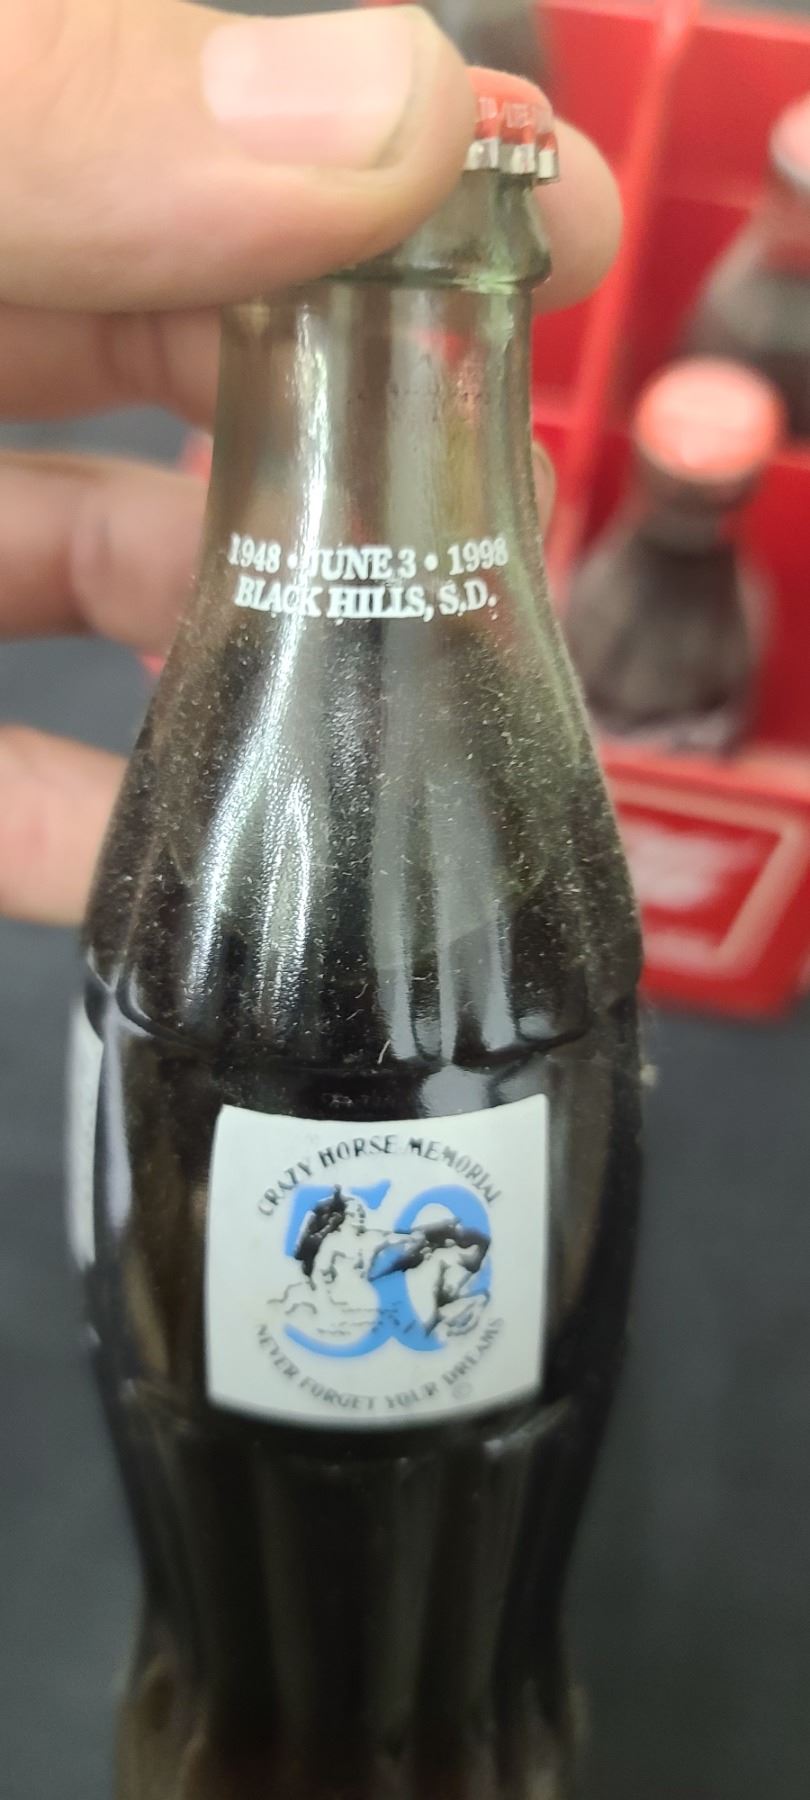 1948 • JUNE 3 • 1998
BLACK HILLS, S.D.
CRAZY HORSE MEMORIAL
50
NEVER FORGET YOUR DREAMS
©